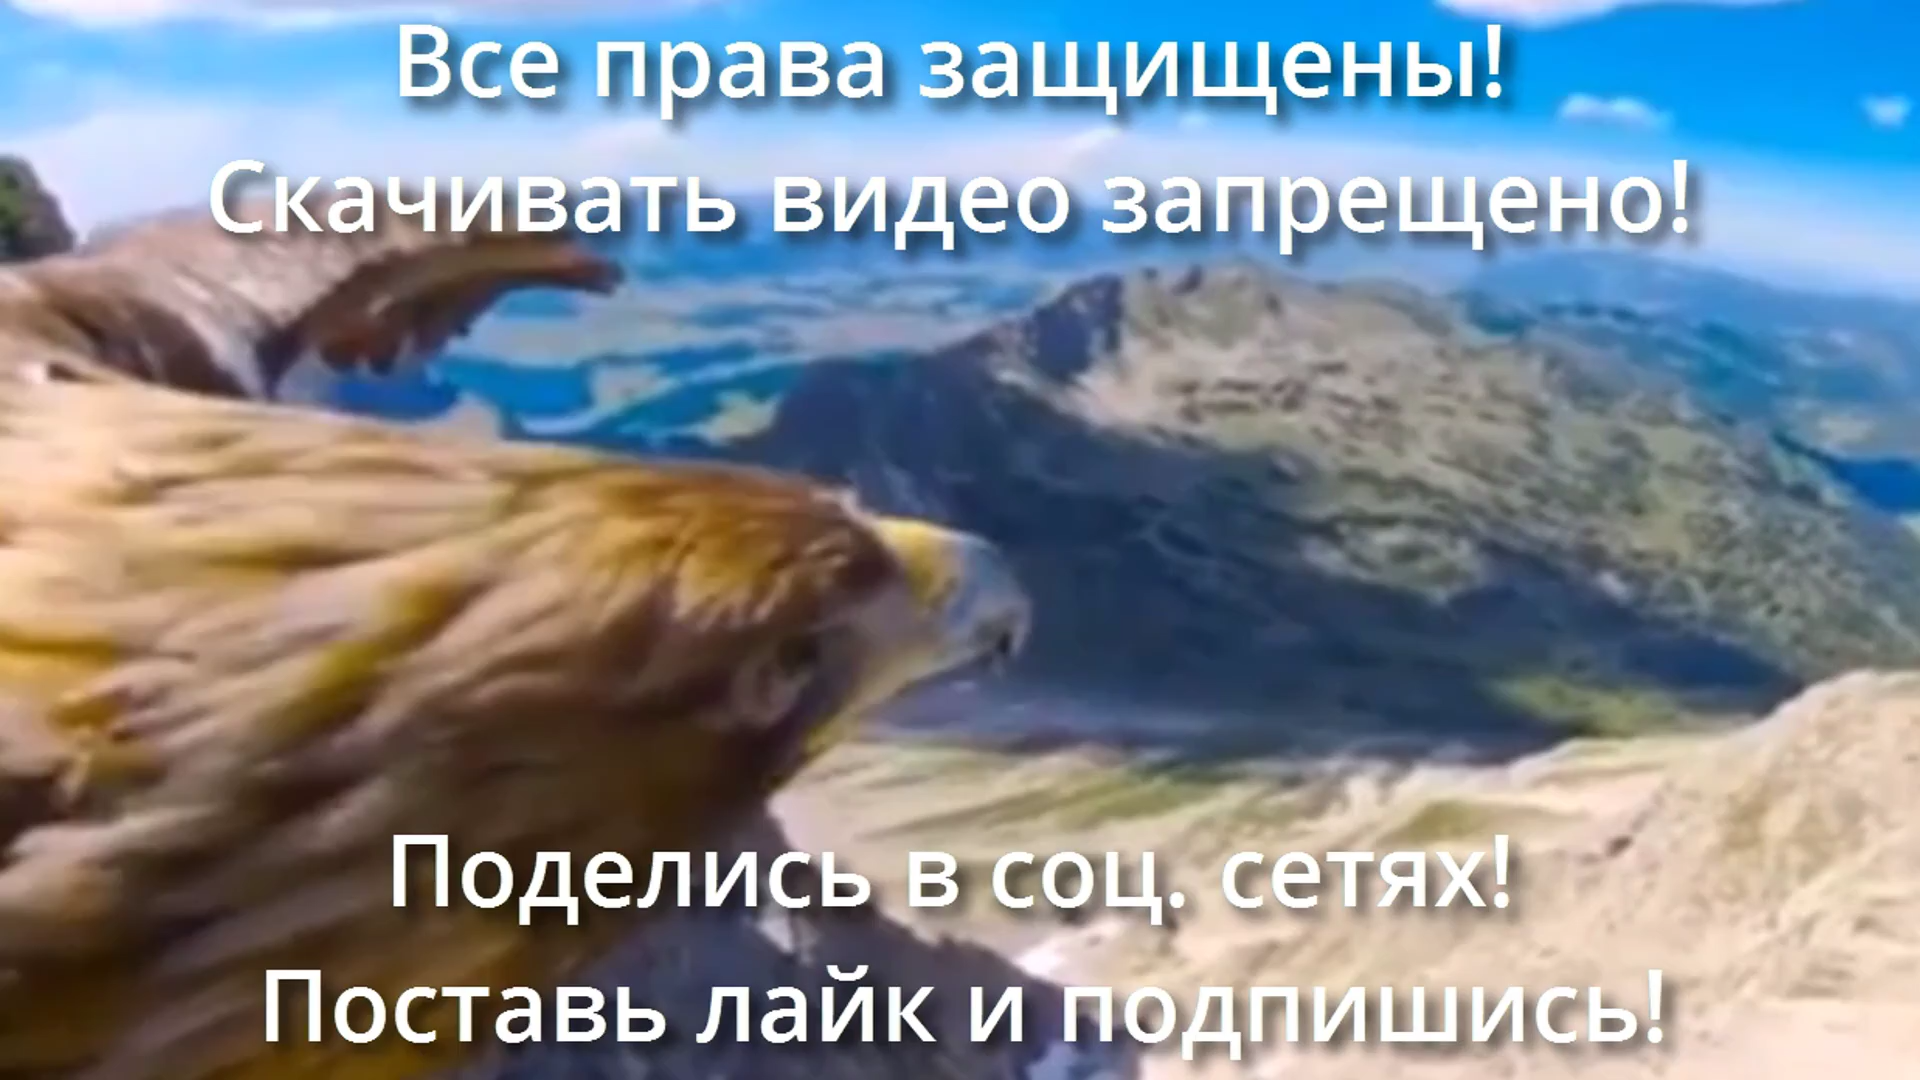 Все права защищены!
Скачивать видео запрещено!
Поделись в соц. сетях!
Поставь лайк и подпишись!